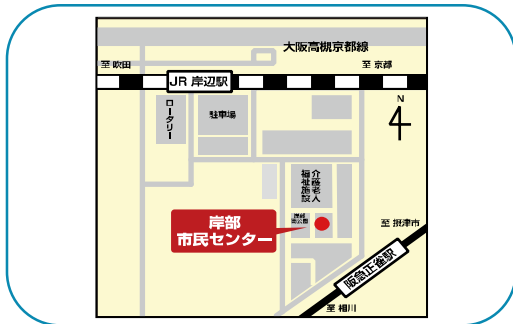 大阪高槻京都線
至 吹田
至 京都
JR 岸辺駅
N
ロータリー
駐車場
介護老人
福祉施設
岸部
市民センター
至 摂津市
阪急正雀駅
至 相川